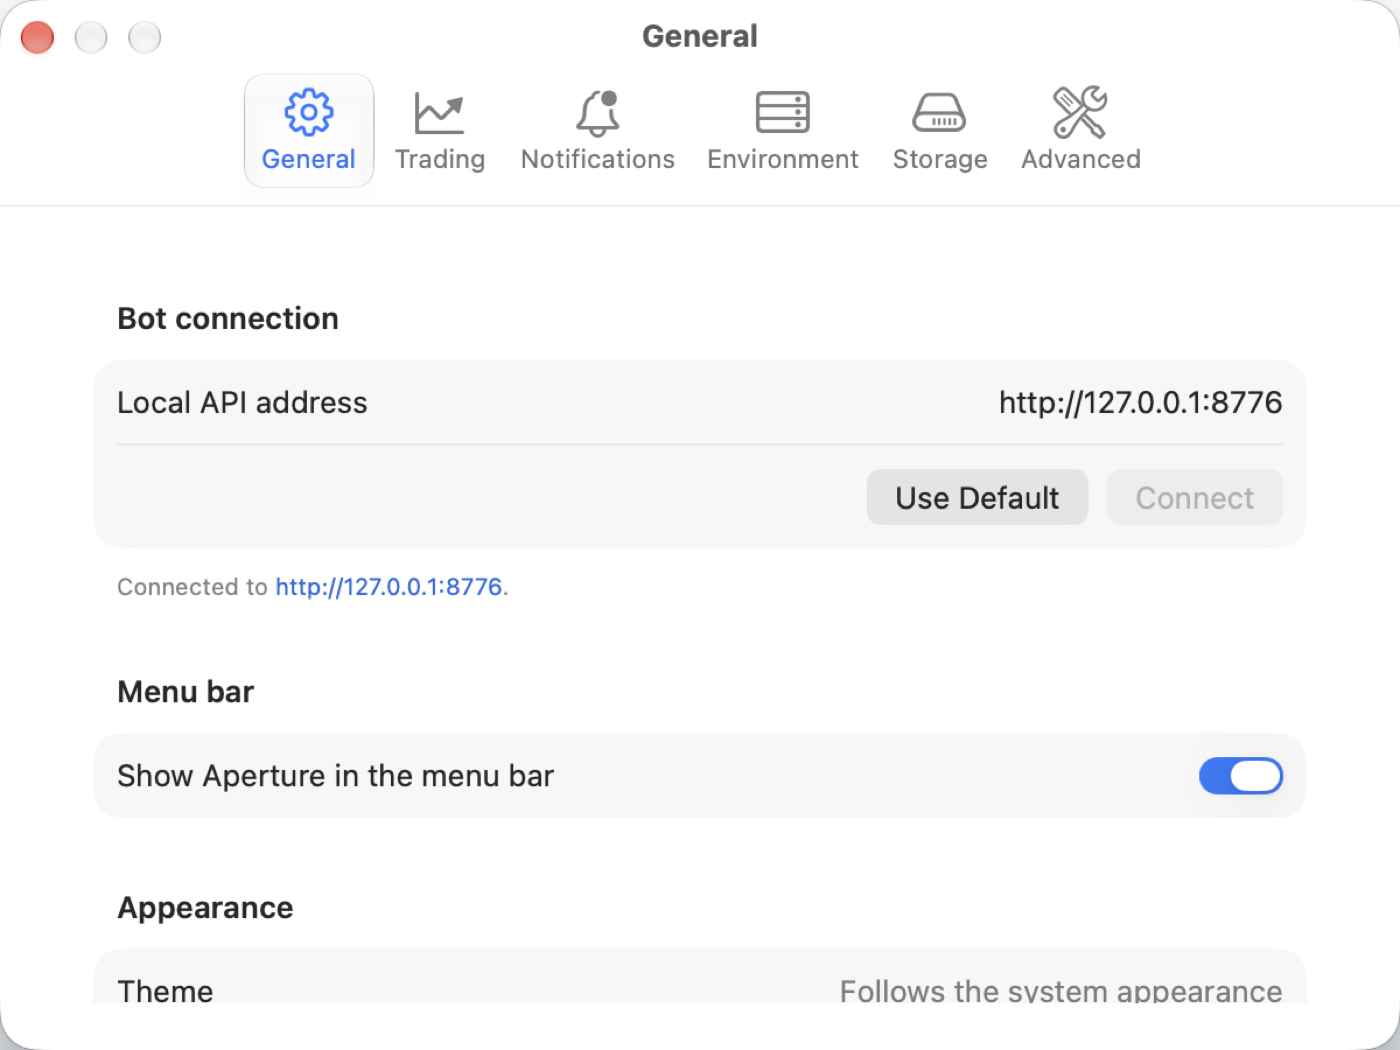 General
General
Trading
Notifications
Environment
Storage
Advanced
Bot connection
Local API address
http://127.0.0.1:8776
Use Default
Connect
Connected to http://127.0.0.1:8776.
Menu bar
Show Aperture in the menu bar
Appearance
Theme
Follows the system appearance